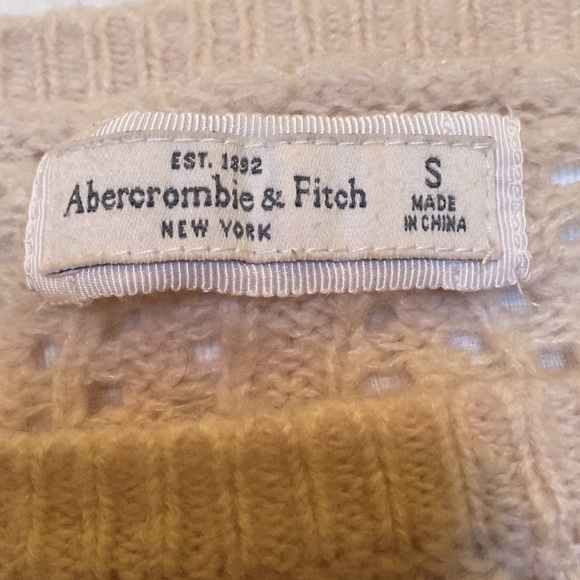 EST. 1892
Abercrombie & Fitch
NEW YORK
S
MADE
IN CHINA